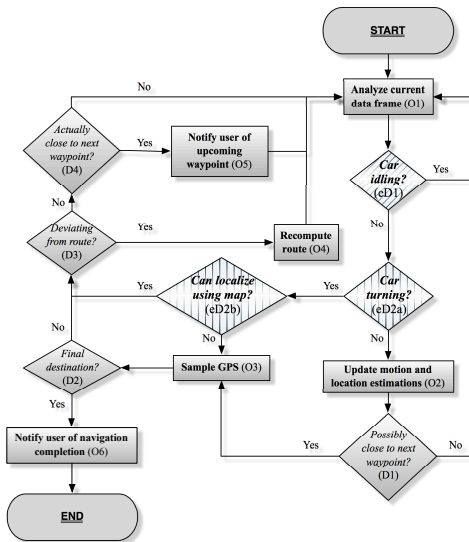 START
No
Analyze current
data frame (O1)
Actually
close to next
waypoint?
(D4)
Yes
Notify user of
upcoming
waypoint (O5)
Car
idling?
(eD1)
Yes
No
No
Deviating
from route?
(D3)
Yes
Recompute
route (O4)
Can localize
using map?
(eD2b)
Yes
Car
turning?
(eD2a)
Yes
No
No
No
Final
destination?
(D2)
Sample GPS (O3)
Update motion and
location estimations (O2)
Yes
Notify user of navigation
completion (O6)
Yes
Possibly
close to next
waypoint?
(D1)
No
END